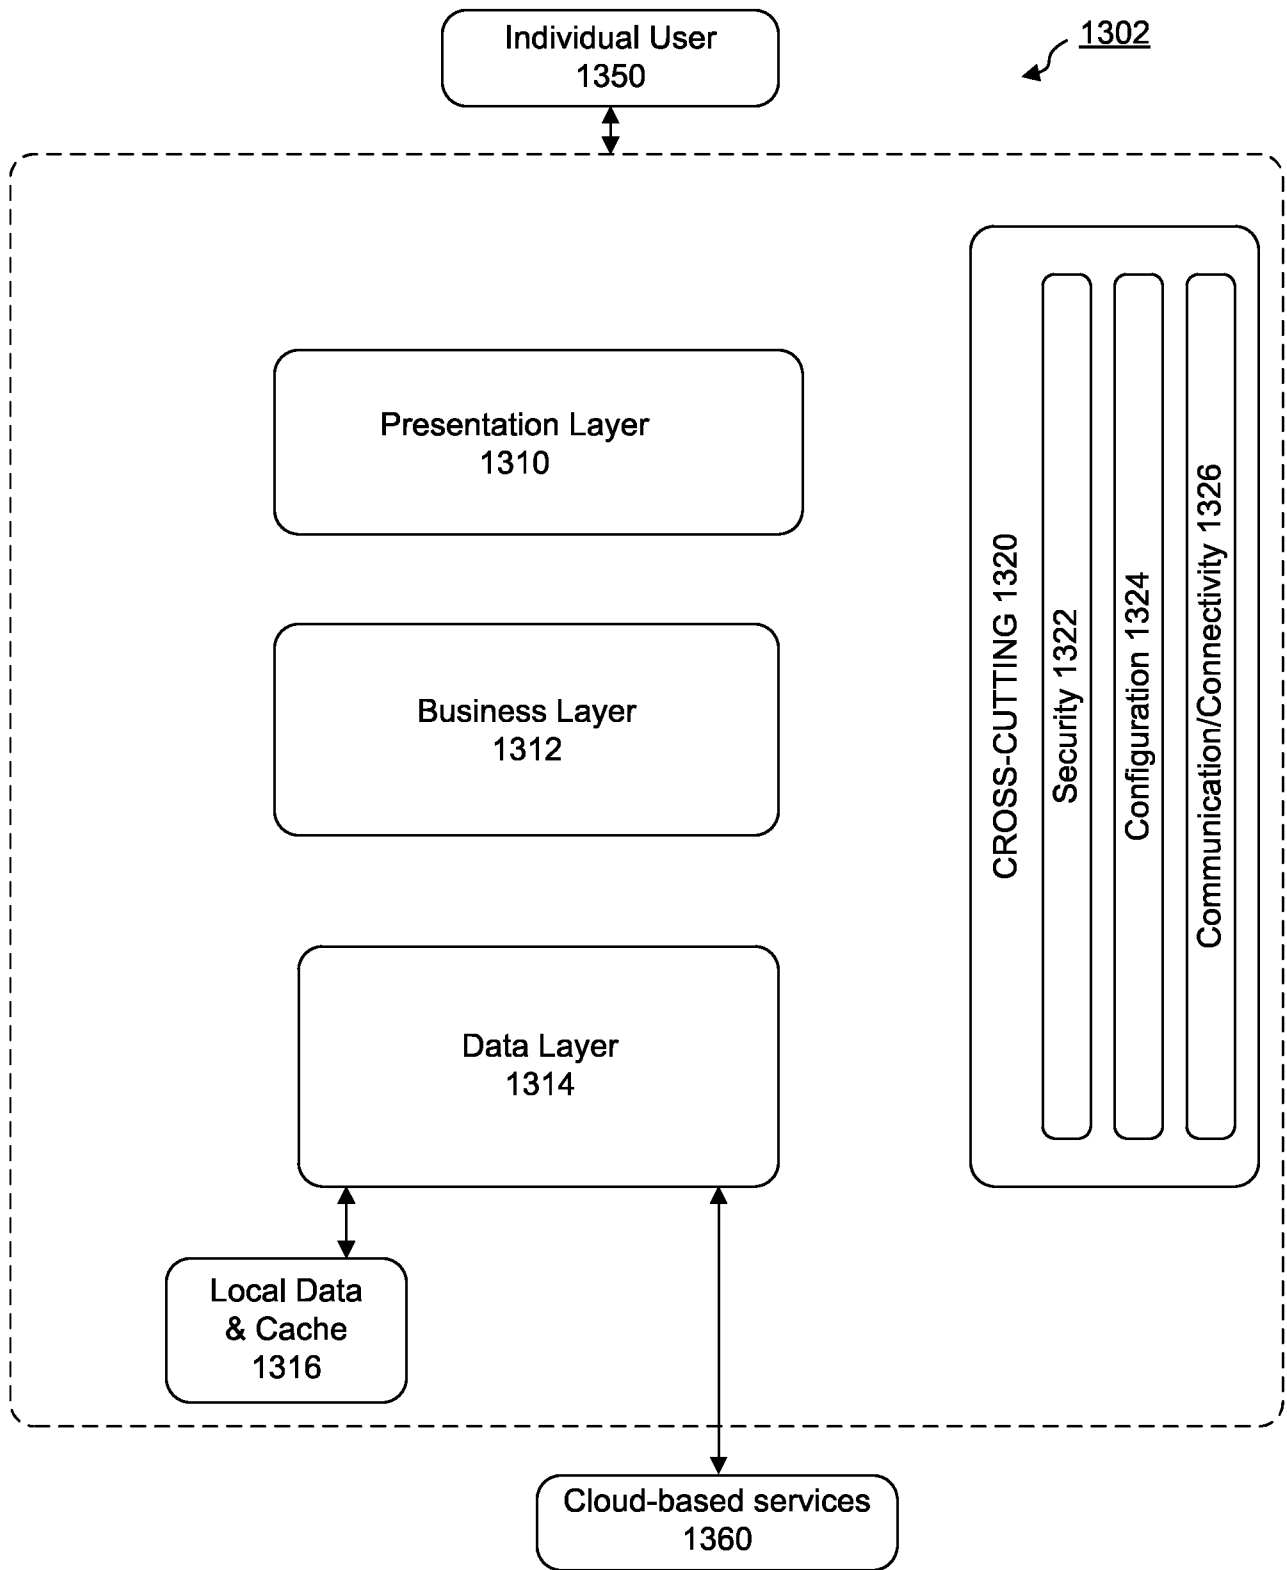 Individual User
1350
1302
Presentation Layer
1310
Business Layer
1312
Data Layer
1314
Local Data
& Cache
1316
CROSS-CUTTING 1320
Security 1322
Configuration 1324
Communication/Connectivity 1326
Cloud-based services
1360